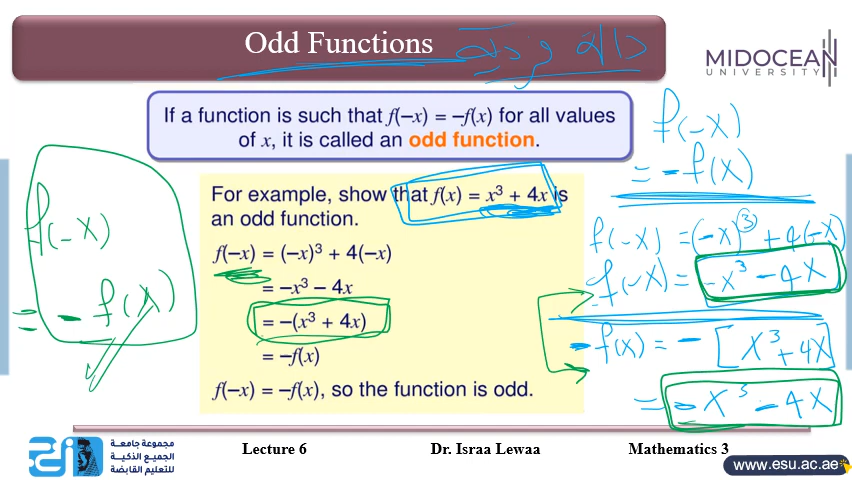 Odd Functions
دالة فردية
MIDOCEAN
UNIVERSITY
If a function is such that f(−x) = −f(x) for all values
of x, it is called an odd function.
f(-x)
= -f(x)
For example, show that f(x) = x³ + 4x is
an odd function.
f(−x) = (−x)³ + 4(−x)
= −x³ − 4x
= −(x³ + 4x)
= −f(x)
f(−x) = −f(x), so the function is odd.
f(-x)
= -f(x)
f(-x) = (-x)³ + 4(-x)
f(-x) = -x³ - 4x
-f(x) = -[x³ + 4x]
= -x³ - 4x
مجموعة جامعة
الجميع الذكية
للتعليم القابضة
Lecture 6 Dr. Israa Lewaa Mathematics 3
www.esu.ac.ae